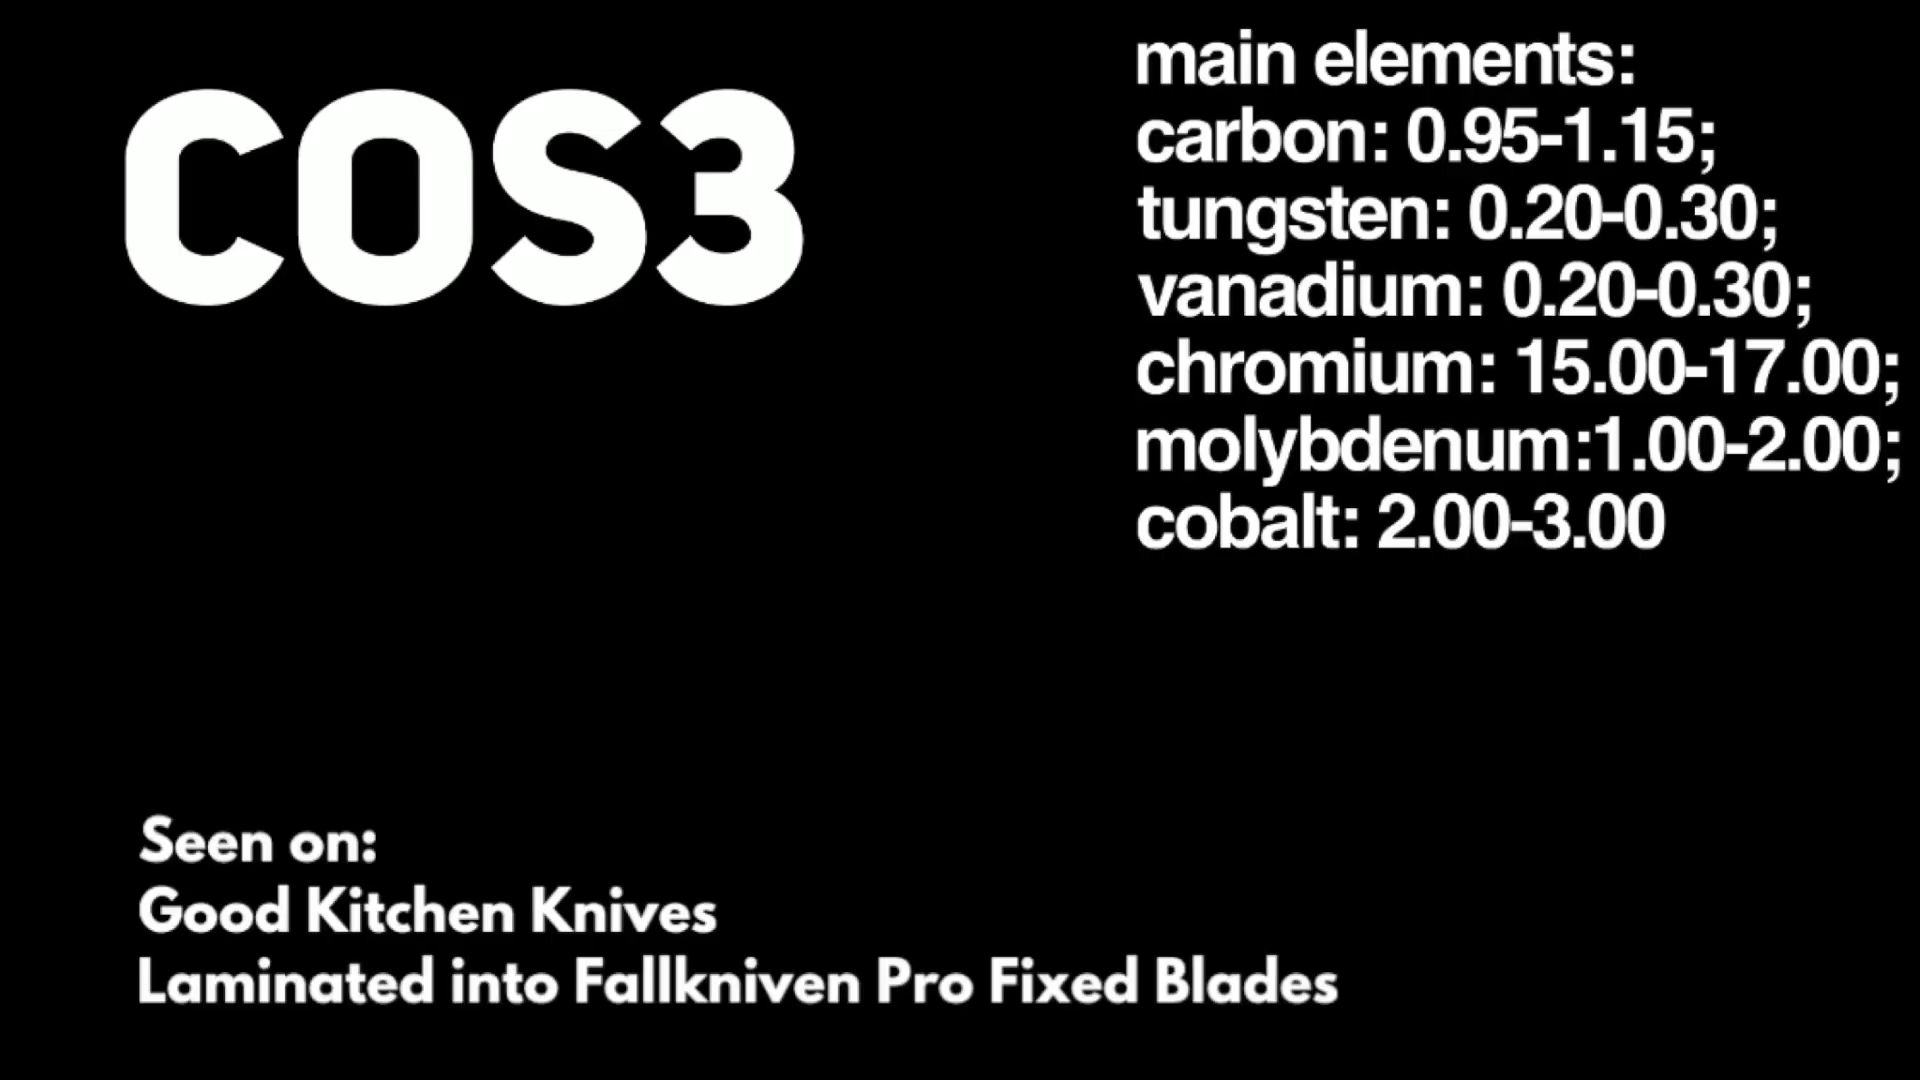 COS3
main elements:
carbon: 0.95-1.15;
tungsten: 0.20-0.30;
vanadium: 0.20-0.30;
chromium: 15.00-17.00;
molybdenum:1.00-2.00;
cobalt: 2.00-3.00
Seen on:
Good Kitchen Knives
Laminated into Fallkniven Pro Fixed Blades